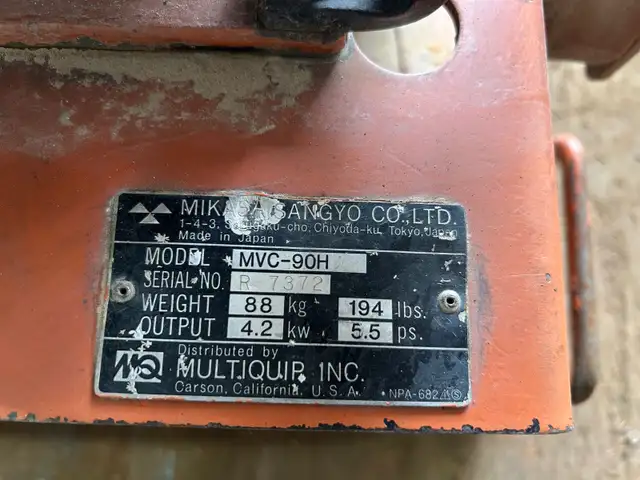 MIKASA SANGYO CO.,LTD.
1-4-3, Sarugaku-cho, Chiyoda-ku, Tokyo, Japan
Made in Japan
MODEL MVC-90H
SERIAL NO. R 7372
WEIGHT 88 kg 194 lbs.
OUTPUT 4.2 kw 5.5 ps.
MQ Distributed by
MULTIQUIP INC.
Carson, California, U.S.A.
NPA-682